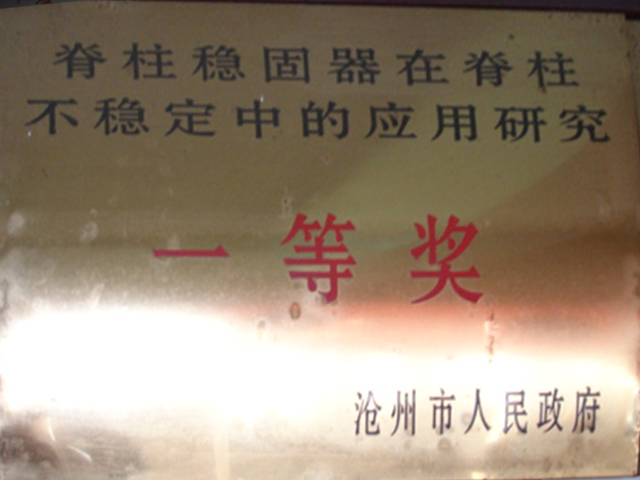 脊柱稳固器在脊柱
不稳定中的应用研究
一等奖
沧州市人民政府